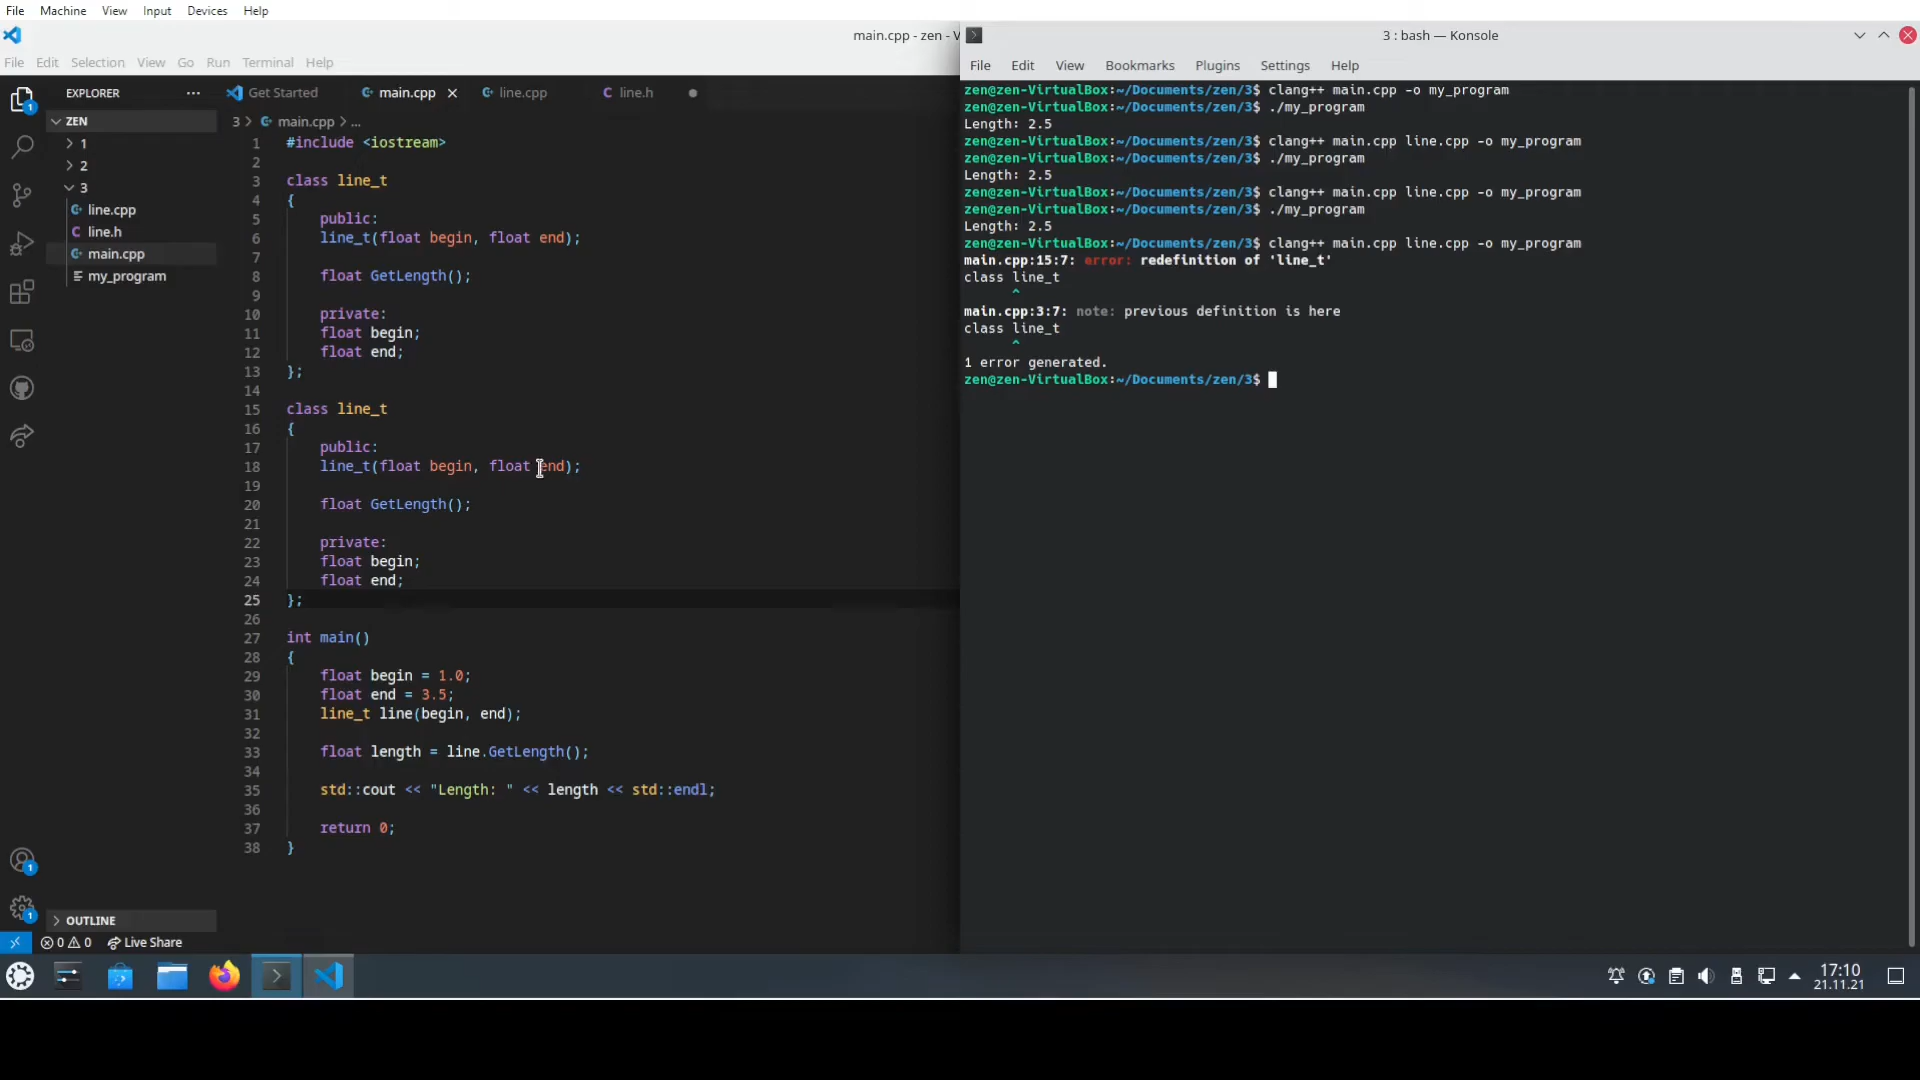 File Machine View Input Devices Help
main.cpp - zen - V
File Edit Selection View Go Run Terminal Help
EXPLORER ···
Get Started main.cpp line.cpp line.h
ZEN
1
2
3
line.cpp
line.h
main.cpp
my_program
OUTLINE
3 > main.cpp > ...
1 #include <iostream>
2
3 class line_t
4 {
5 public:
6 line_t(float begin, float end);
7
8 float GetLength();
9
10 private:
11 float begin;
12 float end;
13 };
14
15 class line_t
16 {
17 public:
18 line_t(float begin, float end);
19
20 float GetLength();
21
22 private:
23 float begin;
24 float end;
25 };
26
27 int main()
28 {
29 float begin = 1.0;
30 float end = 3.5;
31 line_t line(begin, end);
32
33 float length = line.GetLength();
34
35 std::cout << "Length: " << length << std::endl;
36
37 return 0;
38 }
1
1
1
0 0 Live Share
3 : bash — Konsole
File Edit View Bookmarks Plugins Settings Help
zen@zen-VirtualBox:~/Documents/zen/3$ clang++ main.cpp -o my_program
zen@zen-VirtualBox:~/Documents/zen/3$ ./my_program
Length: 2.5
zen@zen-VirtualBox:~/Documents/zen/3$ clang++ main.cpp line.cpp -o my_program
zen@zen-VirtualBox:~/Documents/zen/3$ ./my_program
Length: 2.5
zen@zen-VirtualBox:~/Documents/zen/3$ clang++ main.cpp line.cpp -o my_program
zen@zen-VirtualBox:~/Documents/zen/3$ ./my_program
Length: 2.5
zen@zen-VirtualBox:~/Documents/zen/3$ clang++ main.cpp line.cpp -o my_program
main.cpp:15:7: error: redefinition of 'line_t'
class line_t
^
main.cpp:3:7: note: previous definition is here
class line_t
^
1 error generated.
zen@zen-VirtualBox:~/Documents/zen/3$
17:10
21.11.21